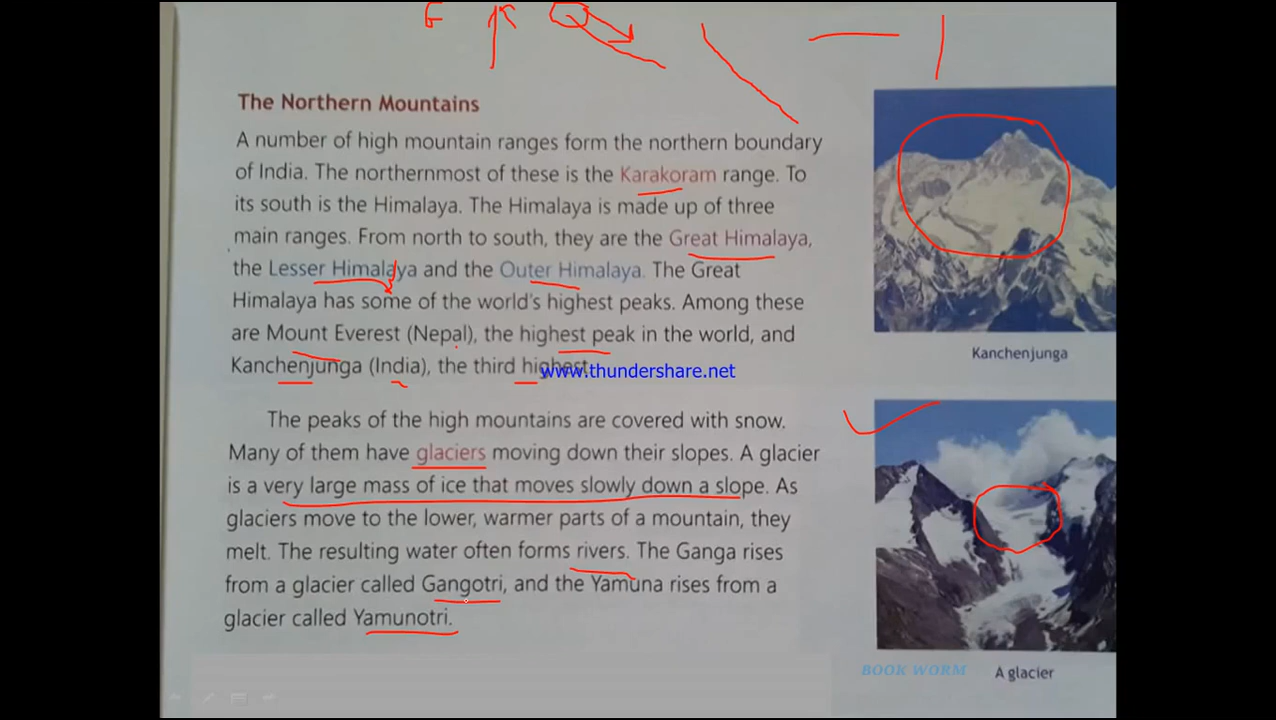 The Northern Mountains
A number of high mountain ranges form the northern boundary
of India. The northernmost of these is the Karakoram range. To
its south is the Himalaya. The Himalaya is made up of three
main ranges. From north to south, they are the Great Himalaya,
the Lesser Himalaya and the Outer Himalaya. The Great
Himalaya has some of the world's highest peaks. Among these
are Mount Everest (Nepal), the highest peak in the world, and
Kanchenjunga (India), the third highest.
www.thundershare.net
Kanchenjunga
The peaks of the high mountains are covered with snow.
Many of them have glaciers moving down their slopes. A glacier
is a very large mass of ice that moves slowly down a slope. As
glaciers move to the lower, warmer parts of a mountain, they
melt. The resulting water often forms rivers. The Ganga rises
from a glacier called Gangotri, and the Yamuna rises from a
glacier called Yamunotri.
BOOK WORM
A glacier